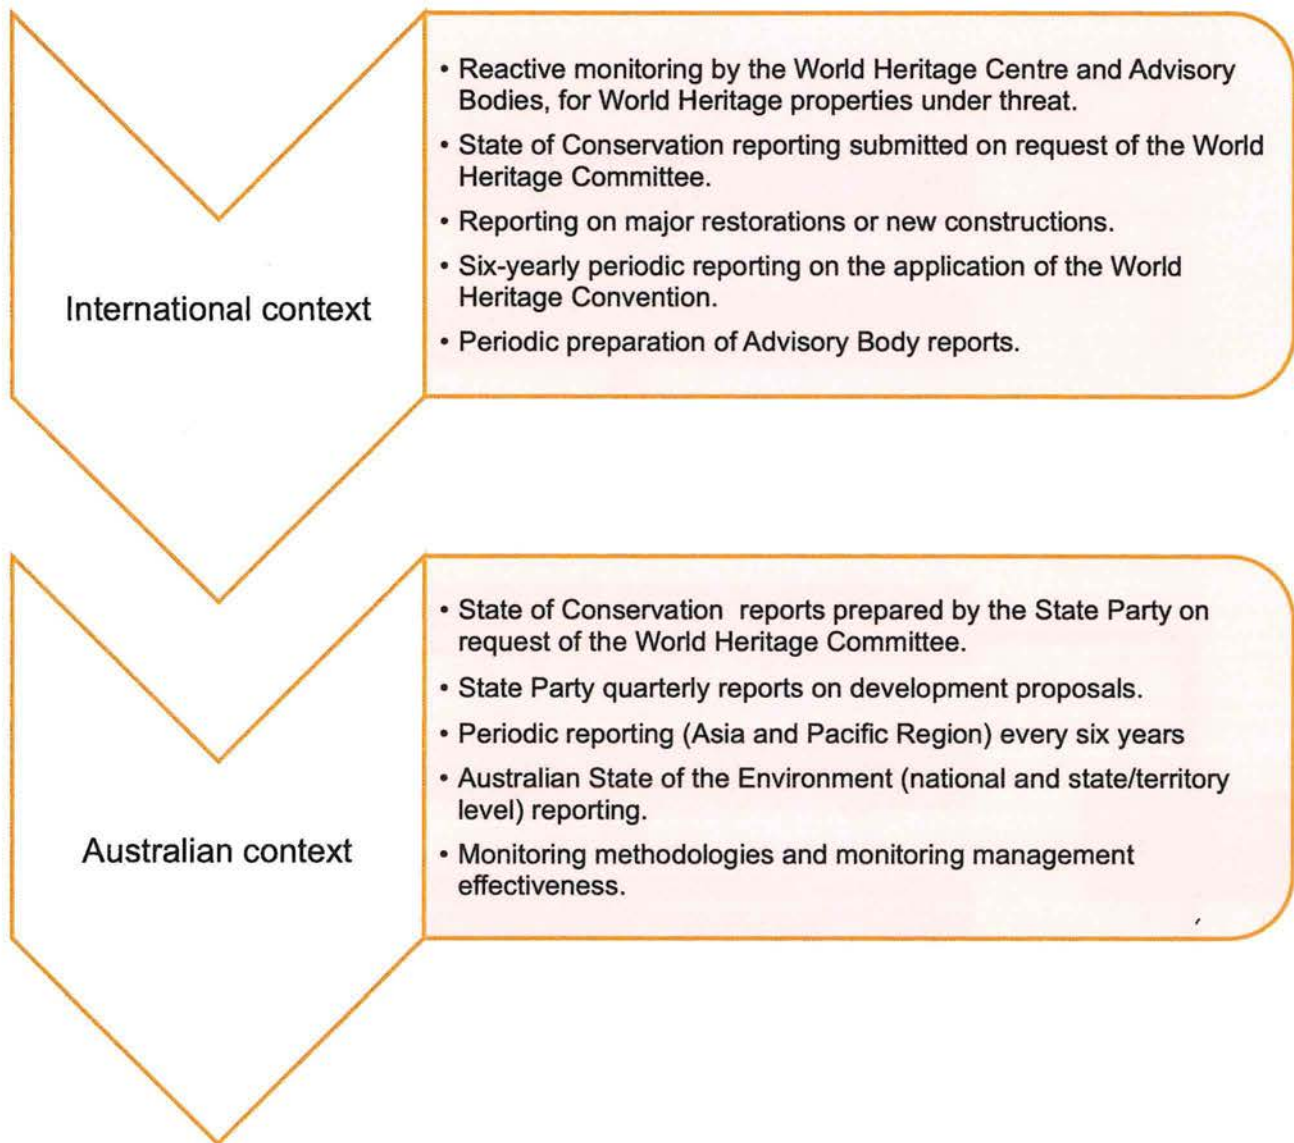 International context
• Reactive monitoring by the World Heritage Centre and Advisory
Bodies, for World Heritage properties under threat.
• State of Conservation reporting submitted on request of the World
Heritage Committee.
• Reporting on major restorations or new constructions.
• Six-yearly periodic reporting on the application of the World
Heritage Convention.
• Periodic preparation of Advisory Body reports.
Australian context
• State of Conservation  reports prepared by the State Party on
request of the World Heritage Committee.
• State Party quarterly reports on development proposals.
• Periodic reporting (Asia and Pacific Region) every six years
• Australian State of the Environment (national and state/territory
level) reporting.
• Monitoring methodologies and monitoring management
effectiveness.